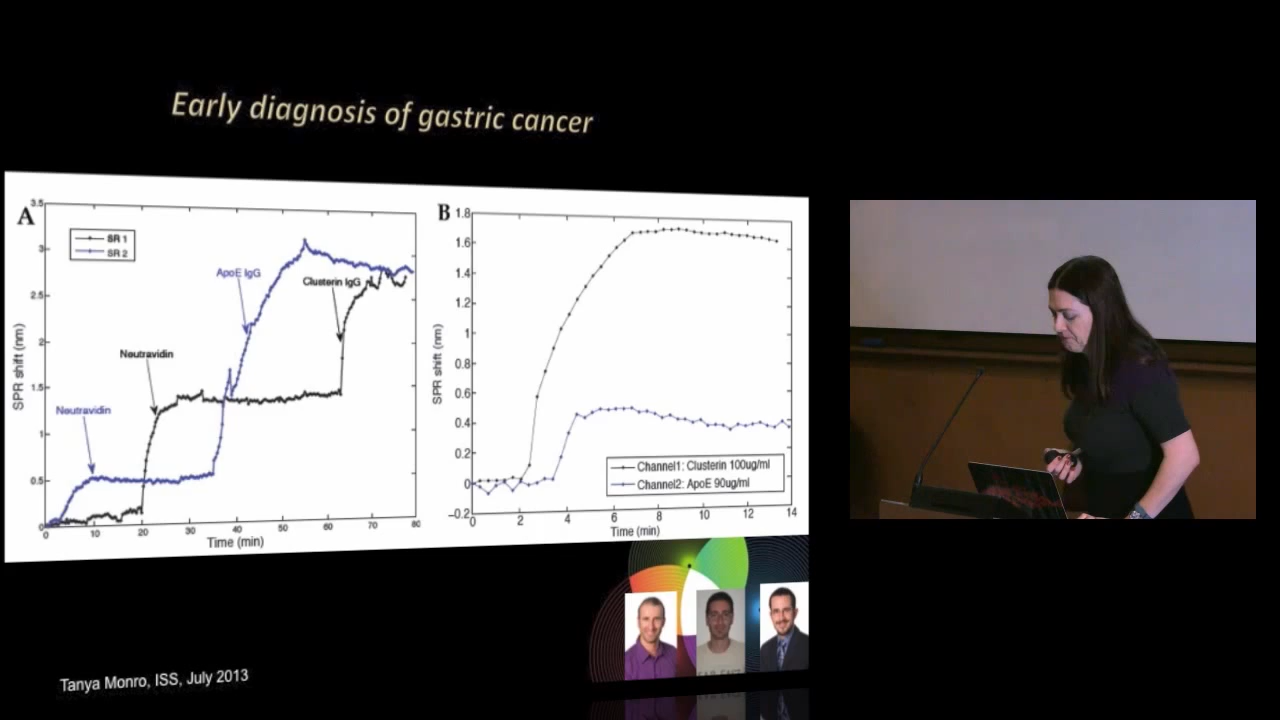 Early diagnosis of gastric cancer
A
3.5
3
2.5
2
1.5
1
0.5
0
SPR shift (nm)
SR 1
SR 2
ApoE IgG
Clusterin IgG
Neutravidin
Neutravidin
0 10 20 30 40 50 60 70 80
Time (min)
B
1.8
1.6
1.4
1.2
1
0.8
0.6
0.4
0.2
0
−0.2
SPR shift (nm)
Channel1: Clusterin 100ug/ml
Channel2: ApoE 90ug/ml
0 2 4 6 8 10 12 14
Time (min)
Tanya Monro, ISS, July 2013